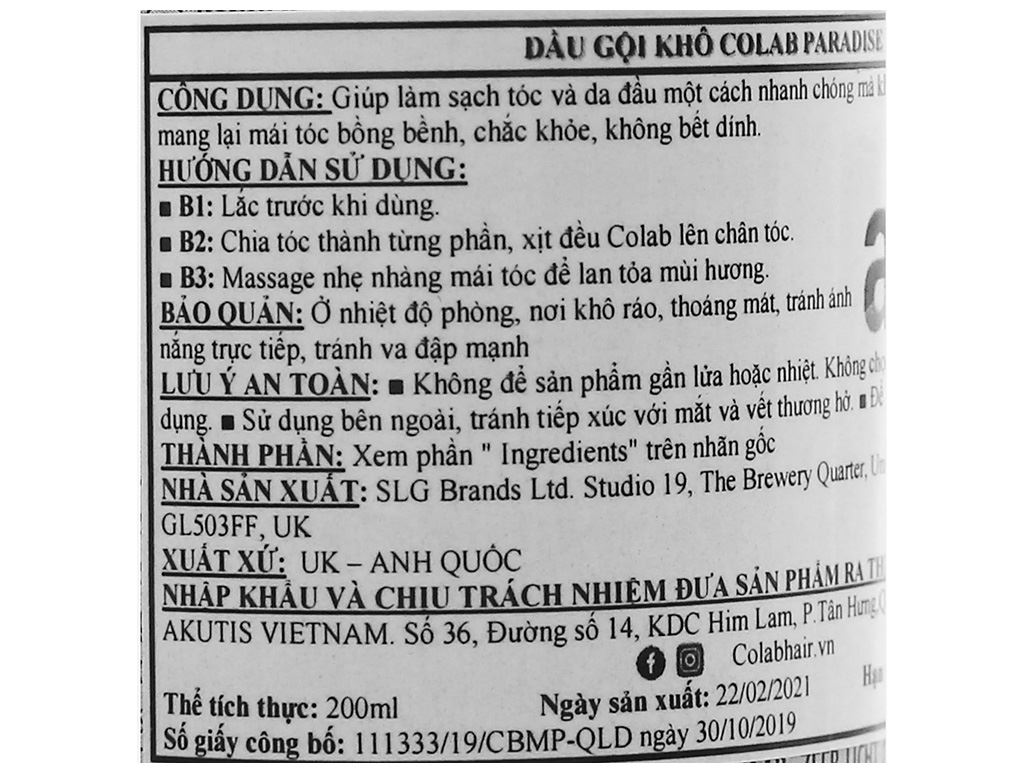 DẦU GỘI KHÔ COLAB PARADISE
CÔNG DỤNG: Giúp làm sạch tóc và da đầu một cách nhanh chóng mà
mang lại mái tóc bồng bềnh, chắc khỏe, không bết dính.
HƯỚNG DẪN SỬ DỤNG:
■ B1: Lắc trước khi dùng.
■ B2: Chia tóc thành từng phần, xịt đều Colab lên chân tóc.
■ B3: Massage nhẹ nhàng mái tóc để lan tỏa mùi hương.
BẢO QUẢN: Ở nhiệt độ phòng, nơi khô ráo, thoáng mát, tránh ánh
nắng trực tiếp, tránh va đập mạnh
LƯU Ý AN TOÀN: ■ Không để sản phẩm gần lửa hoặc nhiệt. Không
dụng. ■ Sử dụng bên ngoài, tránh tiếp xúc với mắt và vết thương hở. ■ Để
THÀNH PHẦN: Xem phần " Ingredients" trên nhãn gốc
NHÀ SẢN XUẤT: SLG Brands Ltd. Studio 19, The Brewery Quarter,
GL503FF, UK
XUẤT XỨ: UK – ANH QUỐC
NHẬP KHẨU VÀ CHỊU TRÁCH NHIỆM ĐƯA SẢN PHẨM RA
AKUTIS VIETNAM. Số 36, Đường số 14, KDC Him Lam, P.Tân Hưng,
Colabhair.vn
Thể tích thực: 200ml Ngày sản xuất: 22/02/2021 Hạn
Số giấy công bố: 111333/19/CBMP-QLD ngày 30/10/2019